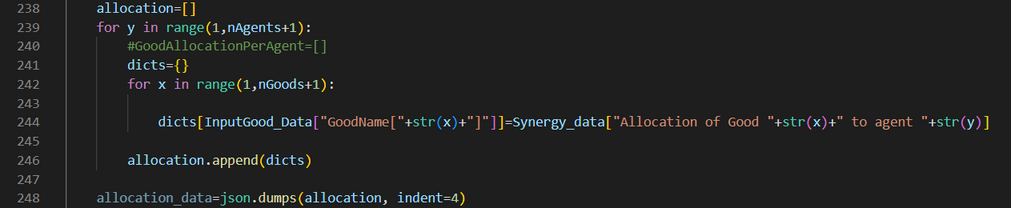 238 allocation=[]
239 for y in range(1,nAgents+1):
240 #GoodAllocationPerAgent=[]
241 dicts={}
242 for x in range(1,nGoods+1):
243
244 dicts[InputGood_Data["GoodName["+str(x)+"]"]]=Synergy_data["Allocation of Good "+str(x)+" to agent "+str(y)]
245
246 allocation.append(dicts)
247
248 allocation_data=json.dumps(allocation, indent=4)